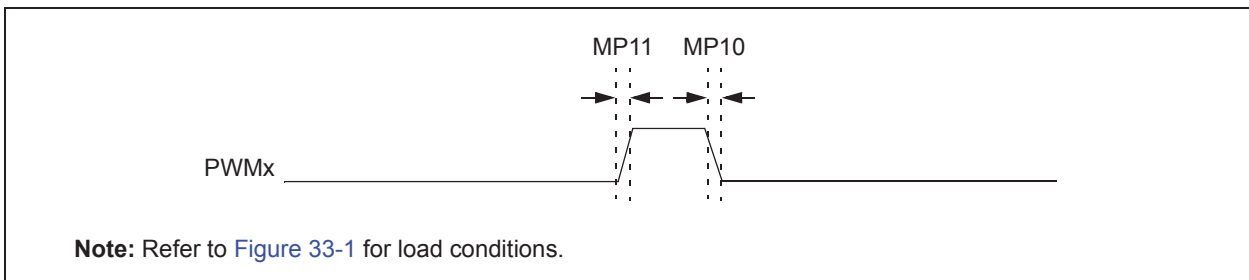 MP11 MP10
PWMx
Note: Refer to Figure 33-1 for load conditions.